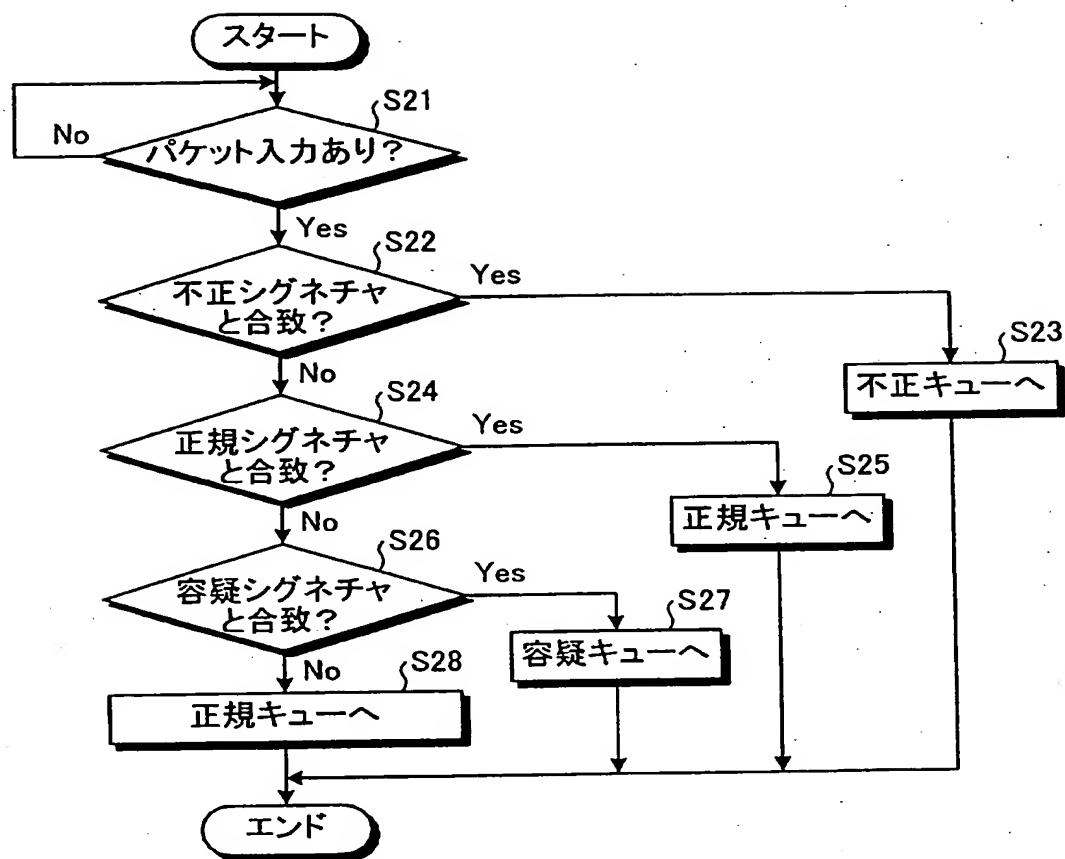 スタート
S21
No
パケット入力あり?
Yes
S22
Yes
不正シグネチャ
と合致?
S23
不正キューへ
No
S24
Yes
正規シグネチャ
と合致?
S25
正規キューへ
No
S26
Yes
容疑シグネチャ
と合致?
S27
容疑キューへ
No
S28
正規キューへ
エンド